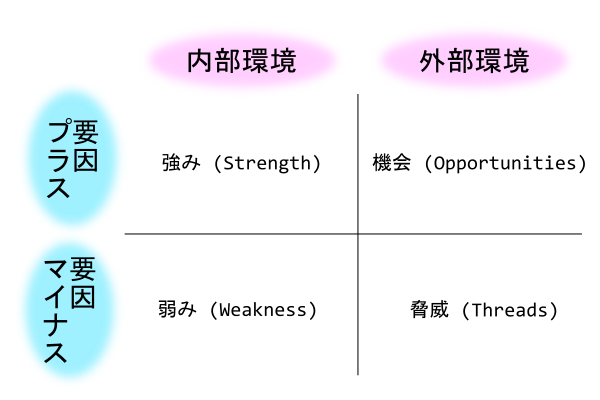 内部環境
外部環境
プラス
要因
強み (Strength)
機会 (Opportunities)
マイナス
要因
弱み (Weakness)
脅威 (Threads)